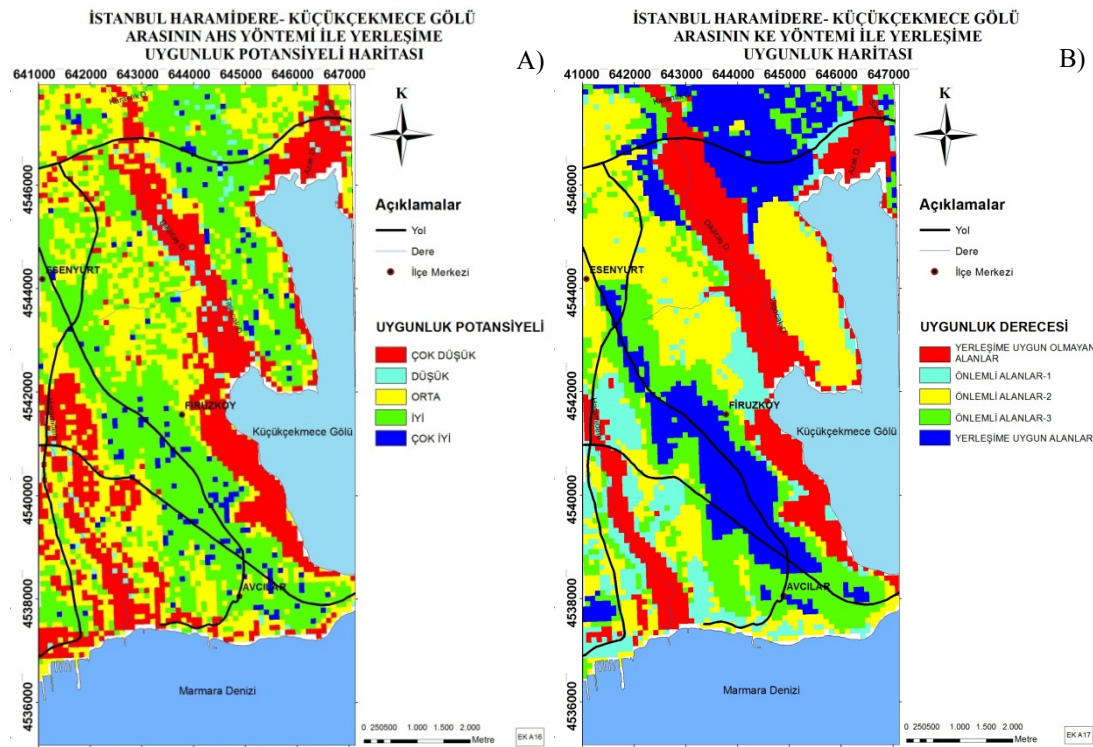 İSTANBUL HARAMİDERE- KÜÇÜKÇEKMECE GÖLÜ
ARASININ AHS YÖNTEMİ İLE YERLEŞİME
UYGUNLUK POTANSİYELİ HARİTASI
A)
641000 642000 643000 644000 645000 646000 647000
K
4546000
4544000
4542000
4540000
4538000
4536000
ESENYURT
FİRUZKÖY
AVCILAR
Küçükçekmece Gölü
Marmara Denizi
Açıklamalar
Yol
Dere
İlçe Merkezi
UYGUNLUK POTANSİYELİ
ÇOK DÜŞÜK
DÜŞÜK
ORTA
İYİ
ÇOK İYİ
0 250500 1.000 1.500 2.000
Metre
EK A16
İSTANBUL HARAMİDERE- KÜÇÜKÇEKMECE GÖLÜ
ARASININ KE YÖNTEMİ İLE YERLEŞİME
UYGUNLUK HARİTASI
B)
41000 642000 643000 644000 645000 646000 647000
K
4546000
4544000
4542000
4540000
4538000
4536000
ESENYURT
FİRUZKÖY
AVCILAR
Küçükçekmece Gölü
Marmara Denizi
Açıklamalar
Yol
Dere
İlçe Merkezi
UYGUNLUK DERECESİ
YERLEŞİME UYGUN OLMAYAN
ALANLAR
ÖNLEMLİ ALANLAR-1
ÖNLEMLİ ALANLAR-2
ÖNLEMLİ ALANLAR-3
YERLEŞİME UYGUN ALANLAR
0 250500 1.000 1.500 2.000
Metre
EK A17